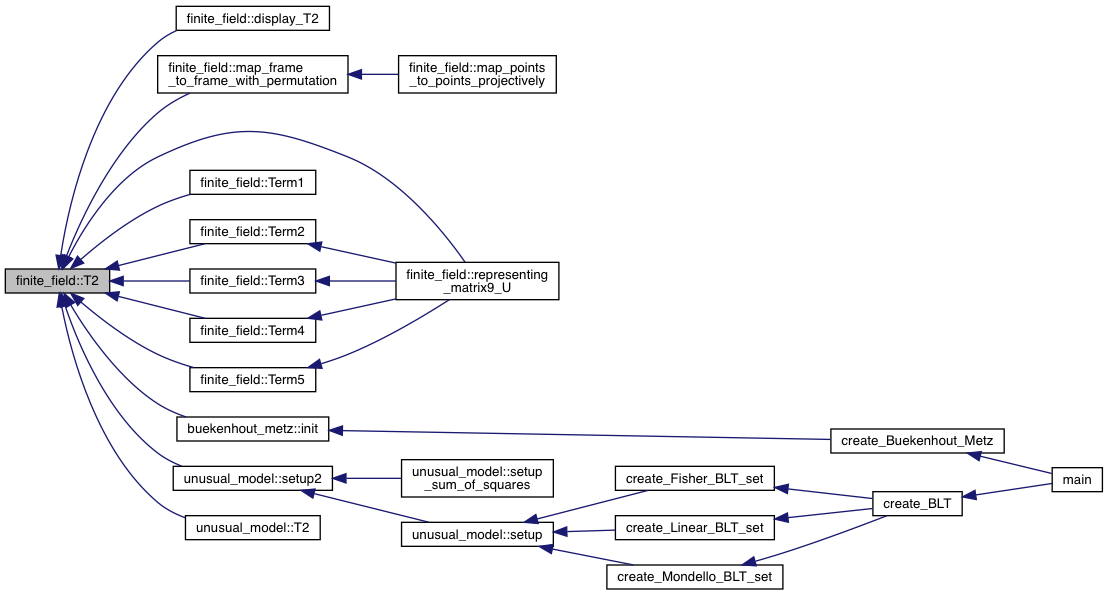 finite_field::display_T2
finite_field::map_frame
_to_frame_with_permutation
finite_field::map_points
_to_points_projectively
finite_field::Term1
finite_field::Term2
finite_field::T2
finite_field::Term3
finite_field::representing
_matrix9_U
finite_field::Term4
finite_field::Term5
buekenhout_metz::init
create_Buekenhout_Metz
main
unusual_model::setup2
unusual_model::setup
_sum_of_squares
create_Fisher_BLT_set
create_BLT
unusual_model::T2
unusual_model::setup
create_Linear_BLT_set
create_Mondello_BLT_set